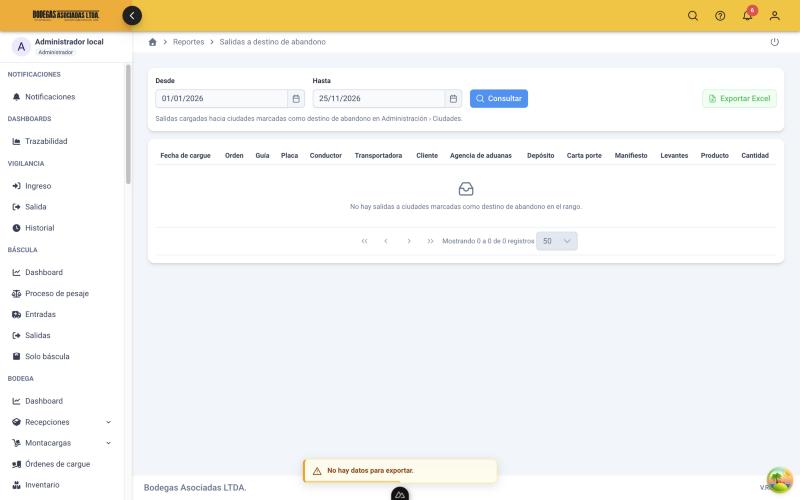 BODEGAS ASOCIADAS LTDA.
6
A
Administrador local
Administrador
Reportes
Salidas a destino de abandono
NOTIFICACIONES
Notificaciones
DASHBOARDS
Trazabilidad
VIGILANCIA
Ingreso
Salida
Historial
BÁSCULA
Dashboard
Proceso de pesaje
Entradas
Salidas
Solo báscula
BODEGA
Dashboard
Recepciones
Montacargas
Órdenes de cargue
Inventario
Desde
Hasta
01/01/2026
25/11/2026
Consultar
Exportar Excel
Salidas cargadas hacia ciudades marcadas como destino de abandono en Administración › Ciudades.
Fecha de cargue Orden Guía Placa Conductor Transportadora Cliente Agencia de aduanas Depósito Carta porte Manifiesto Levantes Producto Cantidad
No hay salidas a ciudades marcadas como destino de abandono en el rango.
Mostrando 0 a 0 de 0 registros
50
No hay datos para exportar.
Bodegas Asociadas LTDA.